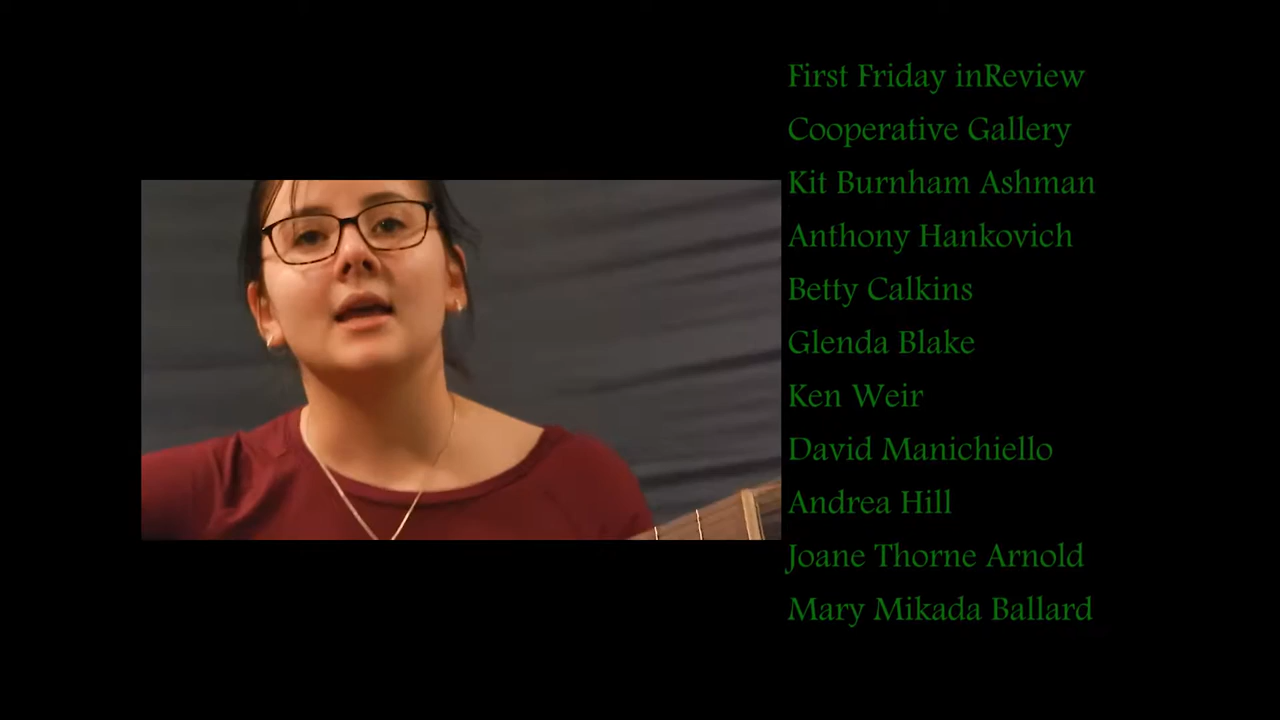 First Friday inReview
Cooperative Gallery
Kit Burnham Ashman
Anthony Hankovich
Betty Calkins
Glenda Blake
Ken Weir
David Manichiello
Andrea Hill
Joane Thorne Arnold
Mary Mikada Ballard